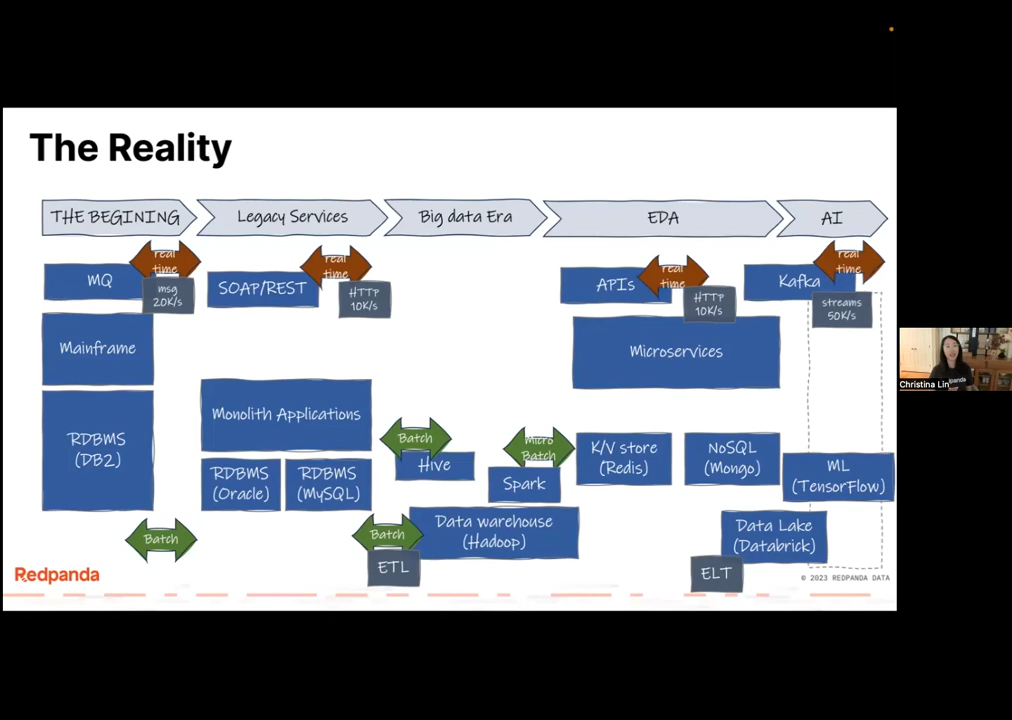 The Reality
THE BEGINING
Legacy Services
Big data Era
EDA
AI
MQ
real
time
msg
20K/s
SOAP/REST
real
time
HTTP
10K/s
APIs
real
time
HTTP
10K/s
Kafka
real
time
streams
50K/s
Mainframe
Microservices
Christina Lin
RDBMS
(DB2)
Monolith Applications
Batch
Hive
Micro
Batch
Spark
K/V store
(Redis)
NoSQL
(Mongo)
ML
(TensorFlow)
RDBMS
(Oracle)
RDBMS
(MySQL)
Data warehouse
(Hadoop)
Data Lake
(Databrick)
Batch
Batch
ETL
ELT
Redpanda
© 2023 REDPANDA DATA